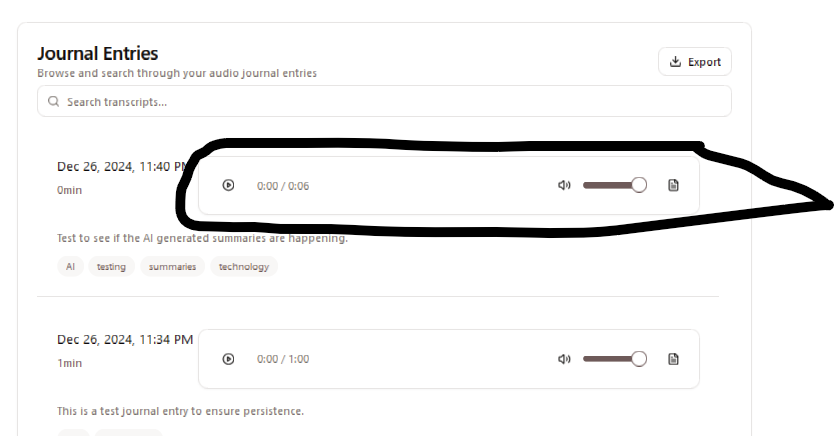 Journal Entries
Browse and search through your audio journal entries
Export
Search transcripts...
Dec 26, 2024, 11:40 PM
0min
0:00 / 0:06
Test to see if the AI generated summaries are happening.
AI testing summaries technology
Dec 26, 2024, 11:34 PM
1min
0:00 / 1:00
This is a test journal entry to ensure persistence.